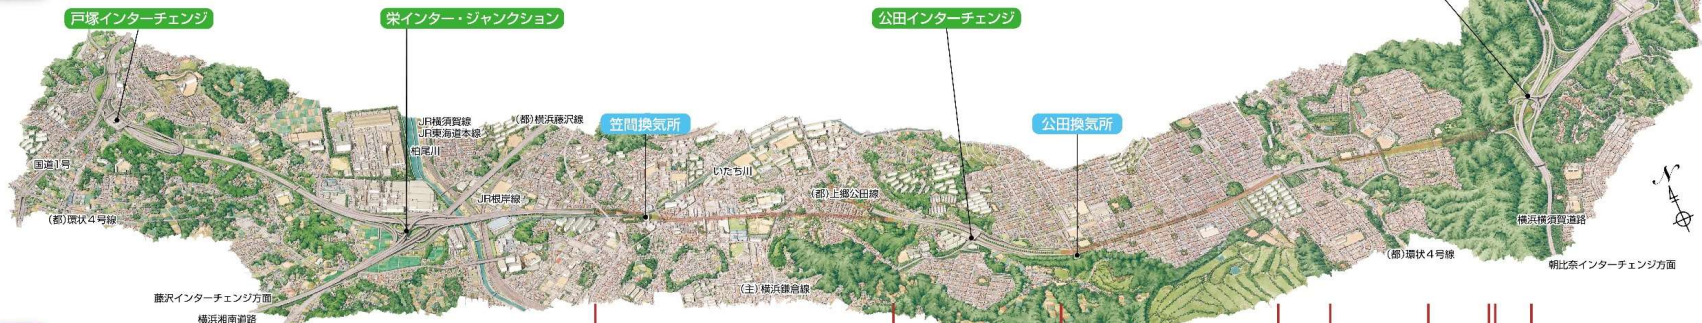 戸塚インターチェンジ
栄インター・ジャンクション
公田インターチェンジ
JR横須賀線
JR東海道本線
柏尾川
(都)横浜藤沢線
笠間換気所
公田換気所
国道1号
いたち川
(都)上郷公田線
JR根岸線
(都)環状4号線
横浜横須賀道路
(都)環状4号線
朝比奈インターチェンジ方面
(主)横浜鎌倉線
藤沢インターチェンジ方面
横浜湘南道路
N